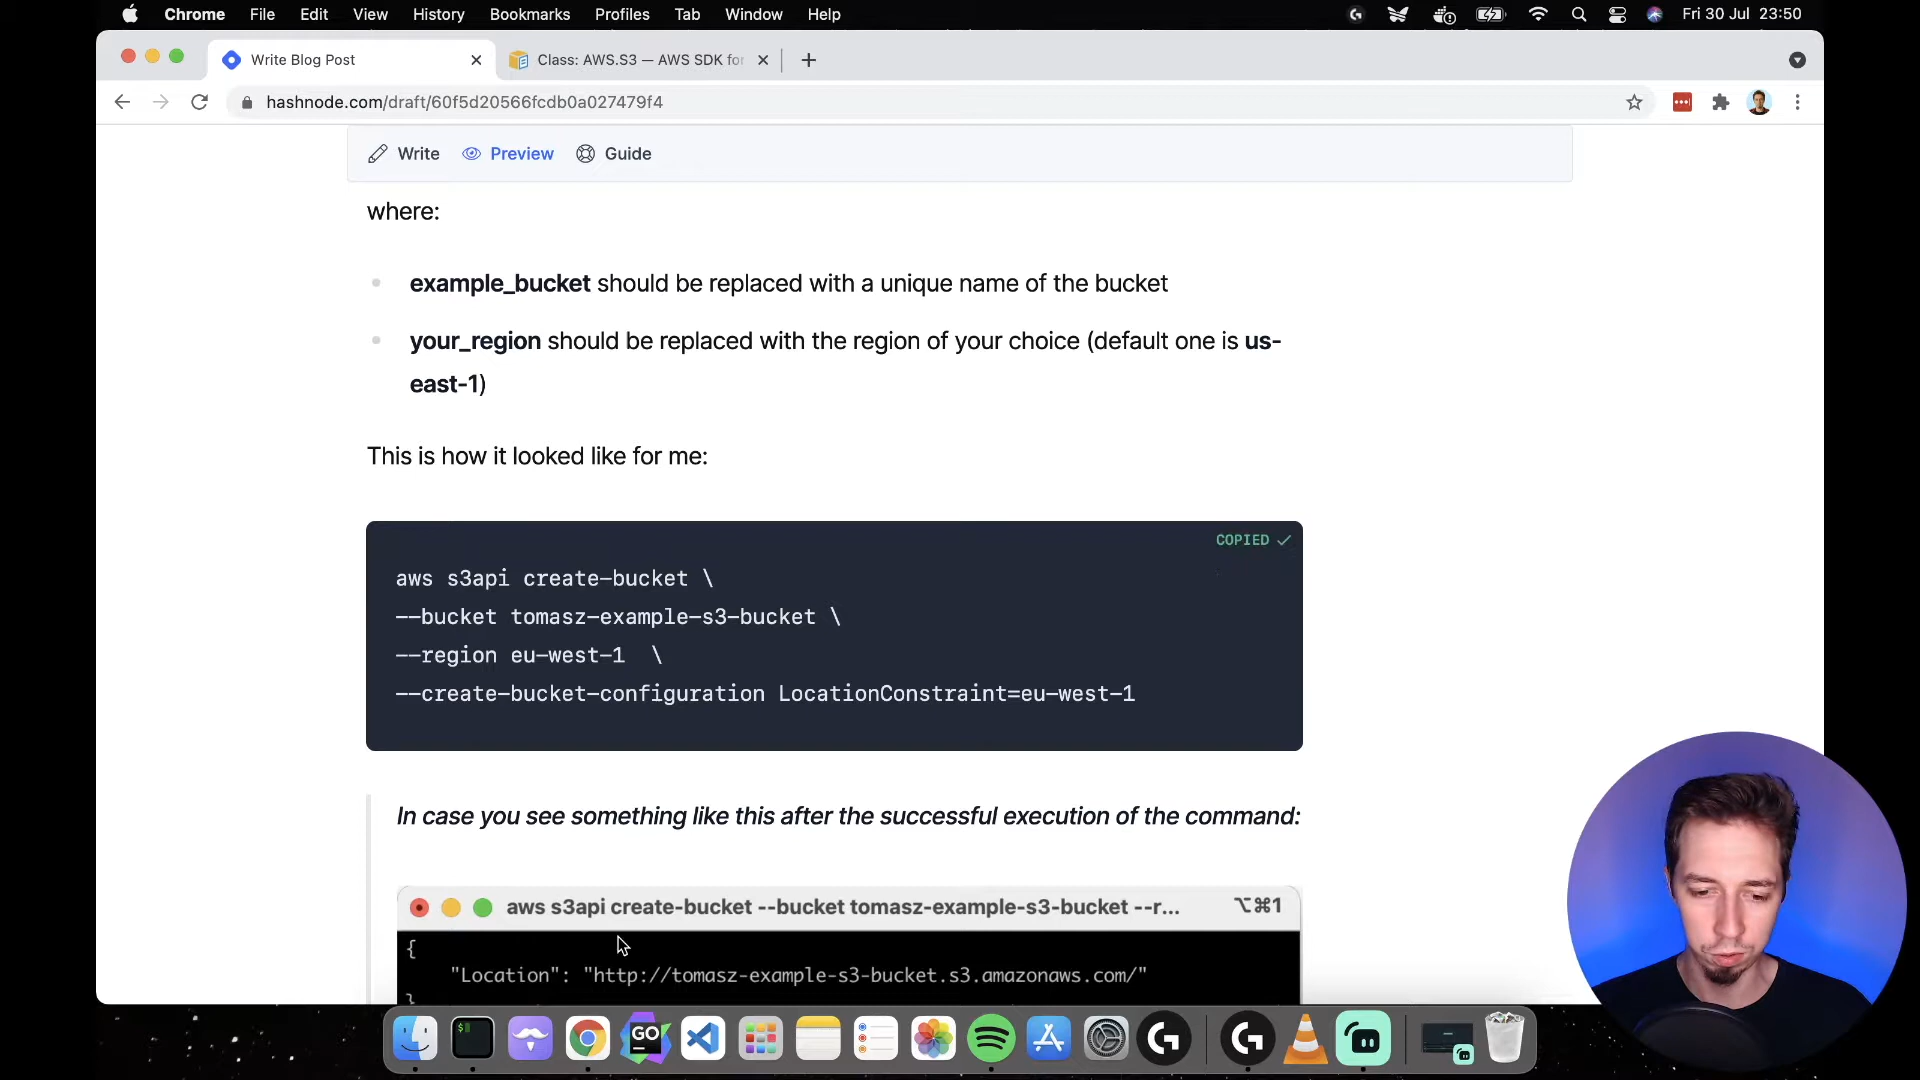 Chrome File Edit View History Bookmarks Profiles Tab Window Help Fri 30 Jul 23:50
Write Blog Post Class: AWS.S3 — AWS SDK for
hashnode.com/draft/60f5d20566fcdb0a027479f4
Write Preview Guide
where:
example_bucket should be replaced with a unique name of the bucket
your_region should be replaced with the region of your choice (default one is us-
east-1)
This is how it looked like for me:
COPIED
aws s3api create-bucket \
--bucket tomasz-example-s3-bucket \
--region eu-west-1  \
--create-bucket-configuration LocationConstraint=eu-west-1
In case you see something like this after the successful execution of the command:
aws s3api create-bucket --bucket tomasz-example-s3-bucket --r... ⌥⌘1
{
"Location": "http://tomasz-example-s3-bucket.s3.amazonaws.com/"
}
GO